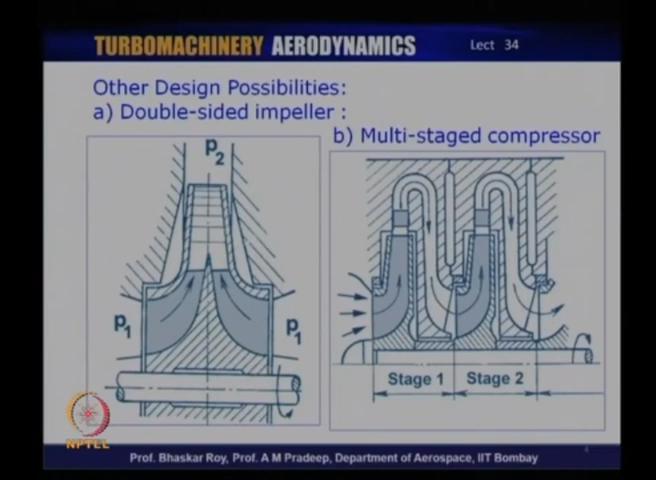 TURBOMACHINERY AERODYNAMICS
Lect 34
Other Design Possibilities:
a) Double-sided impeller :
b) Multi-staged compressor
p₂
p₁
p₁
Stage 1
Stage 2
NPTEL
Prof. Bhaskar Roy, Prof. A M Pradeep, Department of Aerospace, IIT Bombay
4